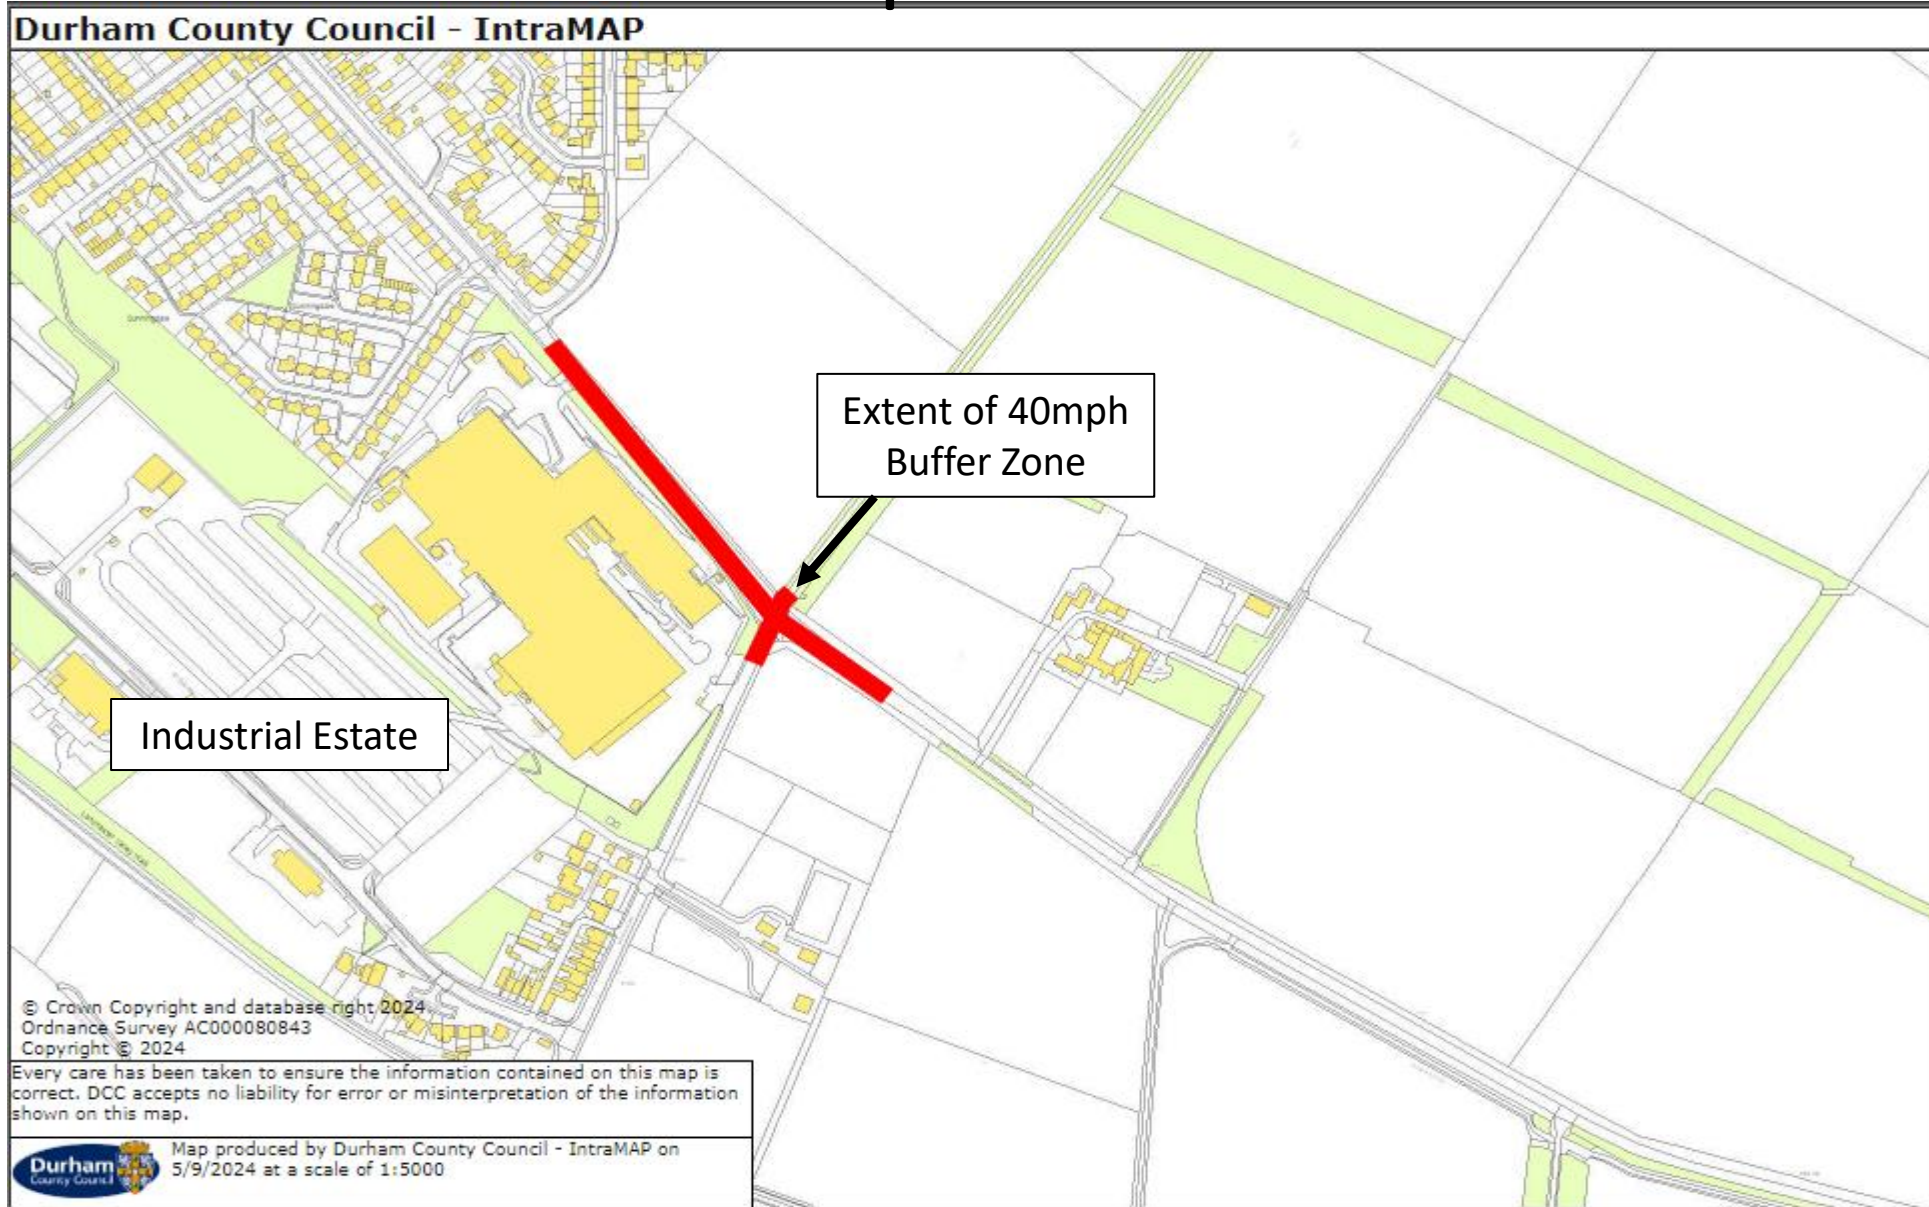 Durham County Council - IntraMAP
Extent of 40mph
Buffer Zone
Industrial Estate
© Crown Copyright and database right 2024
Ordnance Survey AC000080843
Copyright © 2024
Every care has been taken to ensure the information contained on this map is
correct. DCC accepts no liability for error or misinterpretation of the information
shown on this map.
Durham
County Council
Map produced by Durham County Council - IntraMAP on
5/9/2024 at a scale of 1:5000